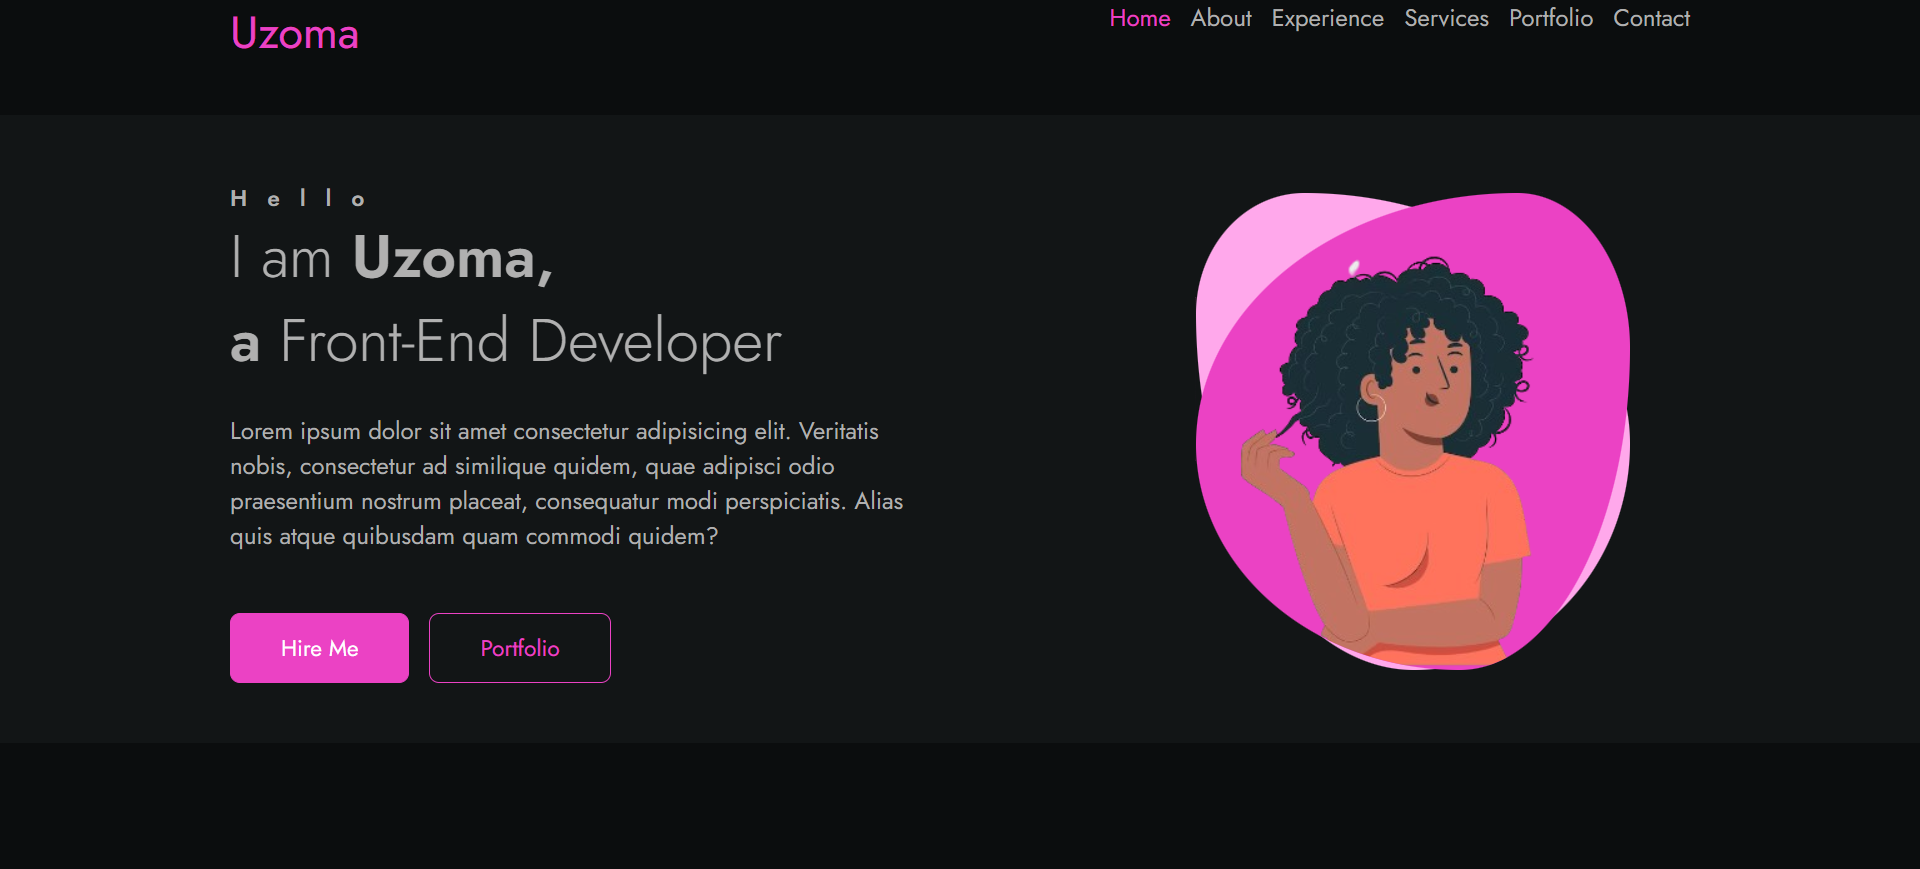 Uzoma
Home About Experience Services Portfolio Contact
Hello
I am Uzoma,
a Front-End Developer
Lorem ipsum dolor sit amet consectetur adipisicing elit. Veritatis
nobis, consectetur ad similique quidem, quae adipisci odio
praesentium nostrum placeat, consequatur modi perspiciatis. Alias
quis atque quibusdam quam commodi quidem?
Hire Me Portfolio